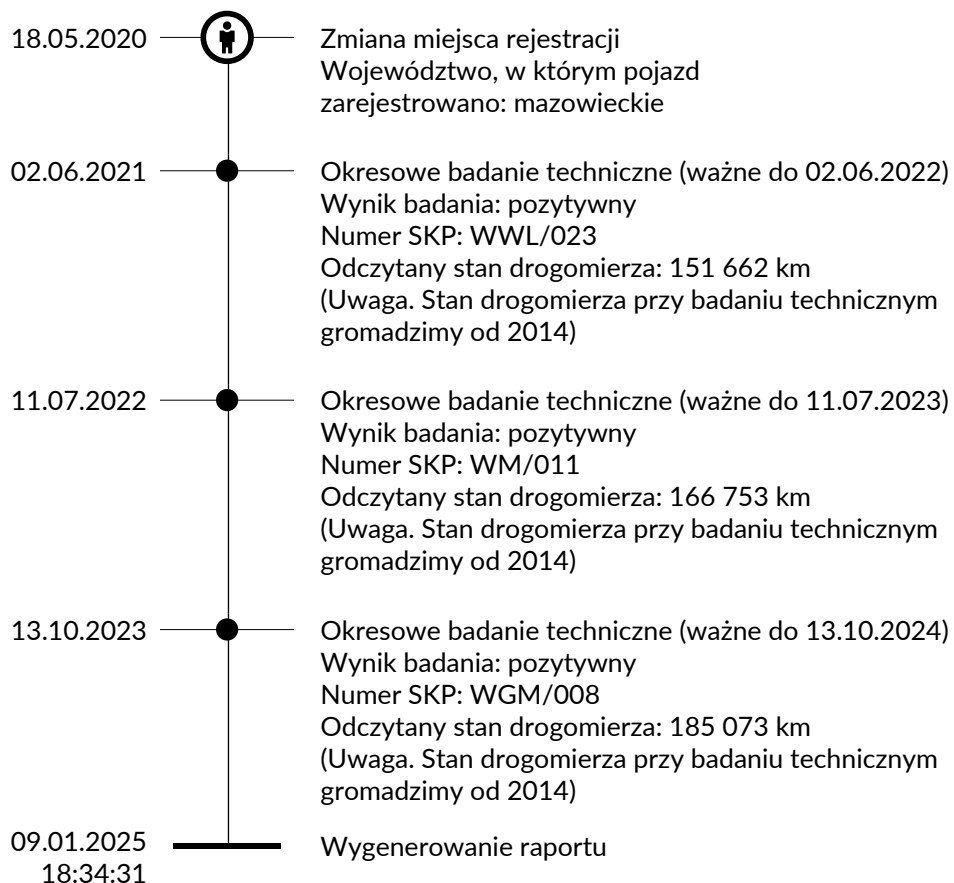 18.05.2020
Zmiana miejsca rejestracji
Województwo, w którym pojazd
zarejestrowano: mazowieckie
02.06.2021
Okresowe badanie techniczne (ważne do 02.06.2022)
Wynik badania: pozytywny
Numer SKP: WWL/023
Odczytany stan drogomierza: 151 662 km
(Uwaga. Stan drogomierza przy badaniu technicznym
gromadzimy od 2014)
11.07.2022
Okresowe badanie techniczne (ważne do 11.07.2023)
Wynik badania: pozytywny
Numer SKP: WM/011
Odczytany stan drogomierza: 166 753 km
(Uwaga. Stan drogomierza przy badaniu technicznym
gromadzimy od 2014)
13.10.2023
Okresowe badanie techniczne (ważne do 13.10.2024)
Wynik badania: pozytywny
Numer SKP: WGM/008
Odczytany stan drogomierza: 185 073 km
(Uwaga. Stan drogomierza przy badaniu technicznym
gromadzimy od 2014)
09.01.2025
18:34:31
Wygenerowanie raportu